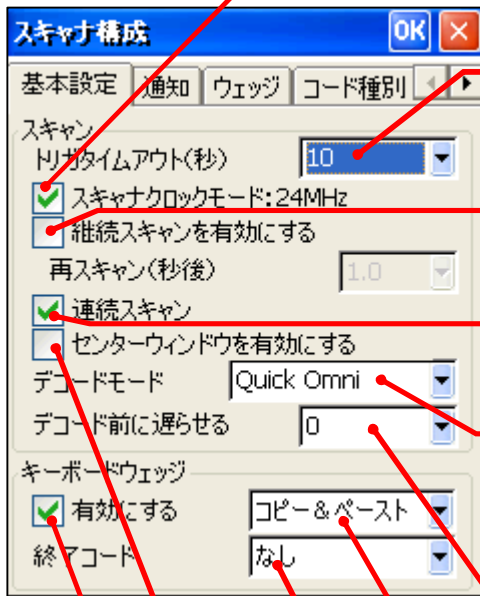 スキャナ構成 OK
基本設定 通知 ウェッジ コード種別
スキャン
トリガタイムアウト(秒) 10
スキャナクロックモード:24MHz
継続スキャンを有効にする
再スキャン(秒後) 1.0
連続スキャン
センターウィンドウを有効にする
デコードモード Quick Omni
デコード前に遅らせる 0
キーボードウェッジ
有効にする コピー&ペースト
終了コード なし